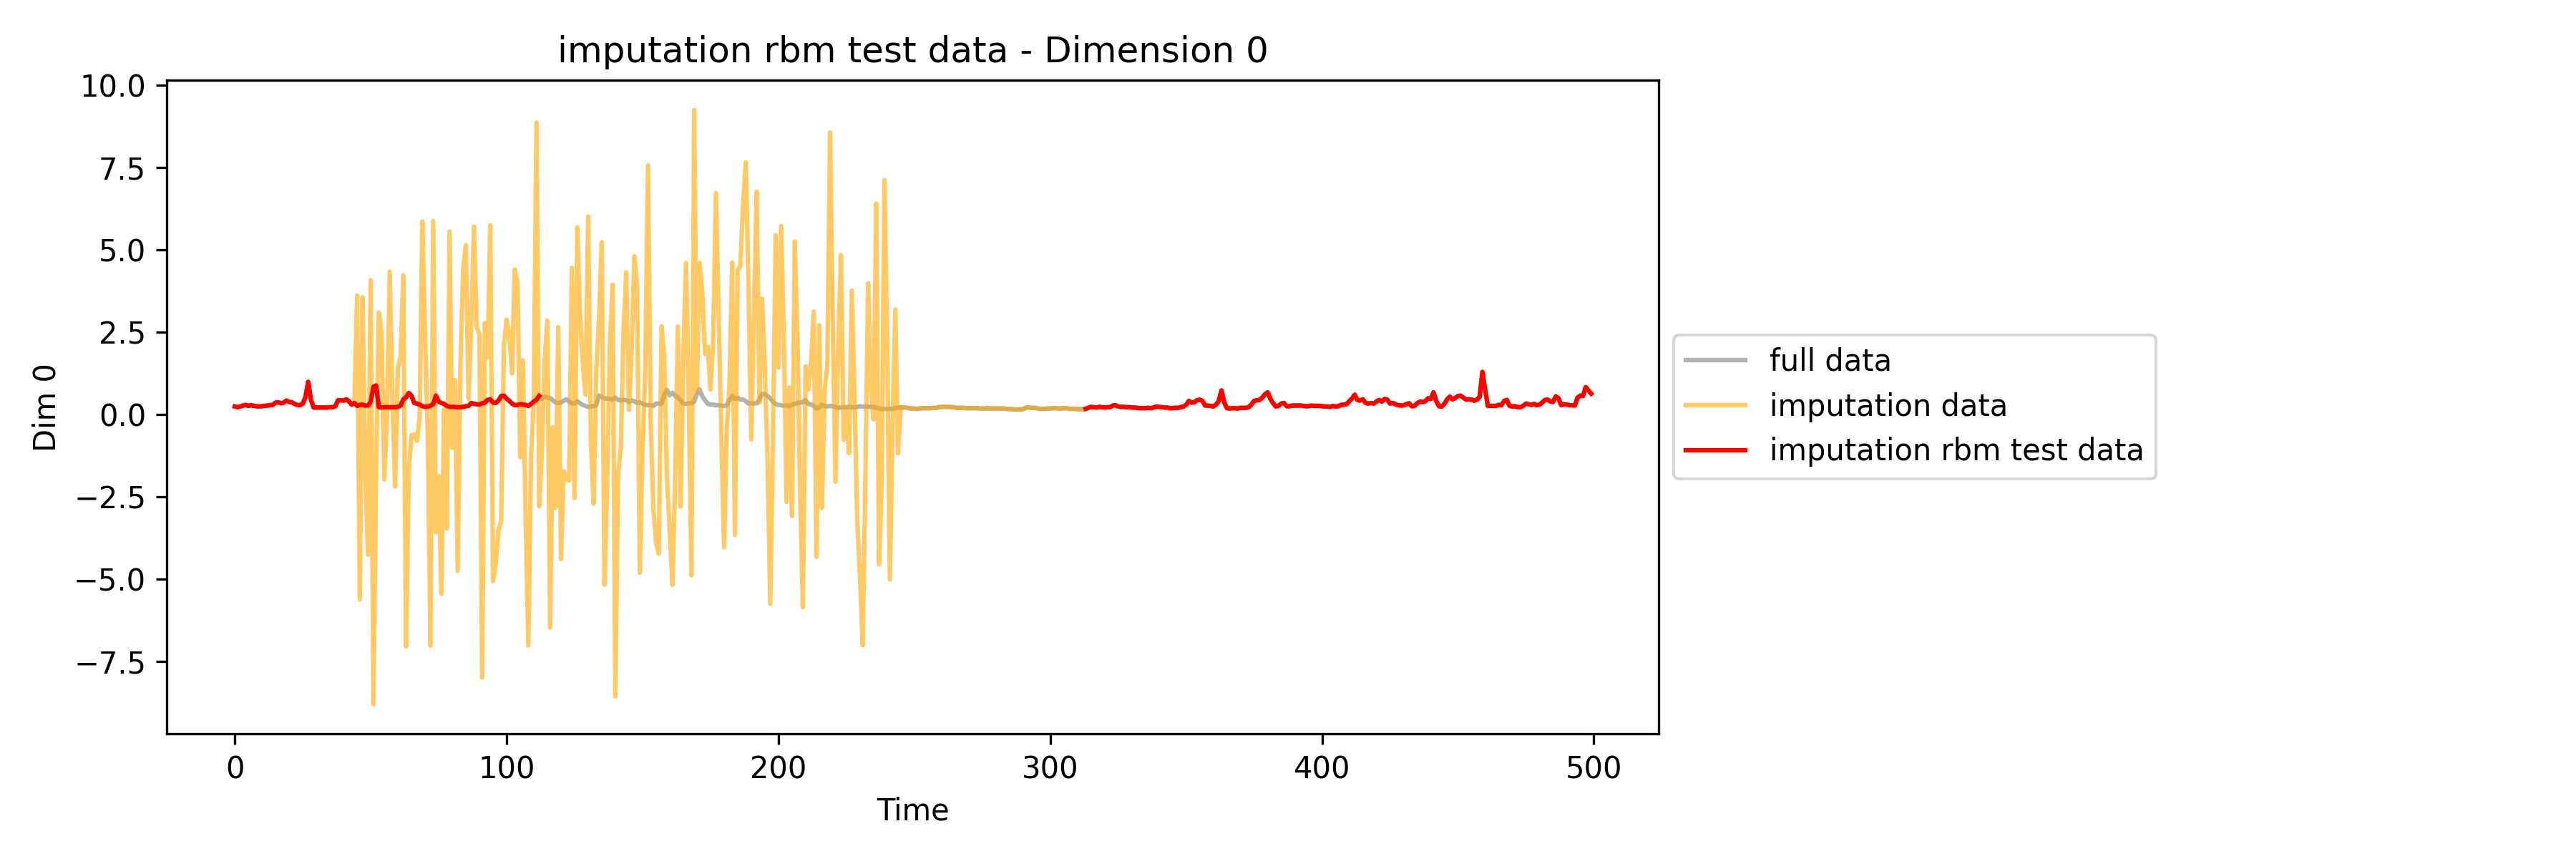 imputation rbm test data - Dimension 0
10.0
7.5
5.0
2.5
0.0
−2.5
−5.0
−7.5
Dim 0
0 100 200 300 400 500
Time
full data
imputation data
imputation rbm test data